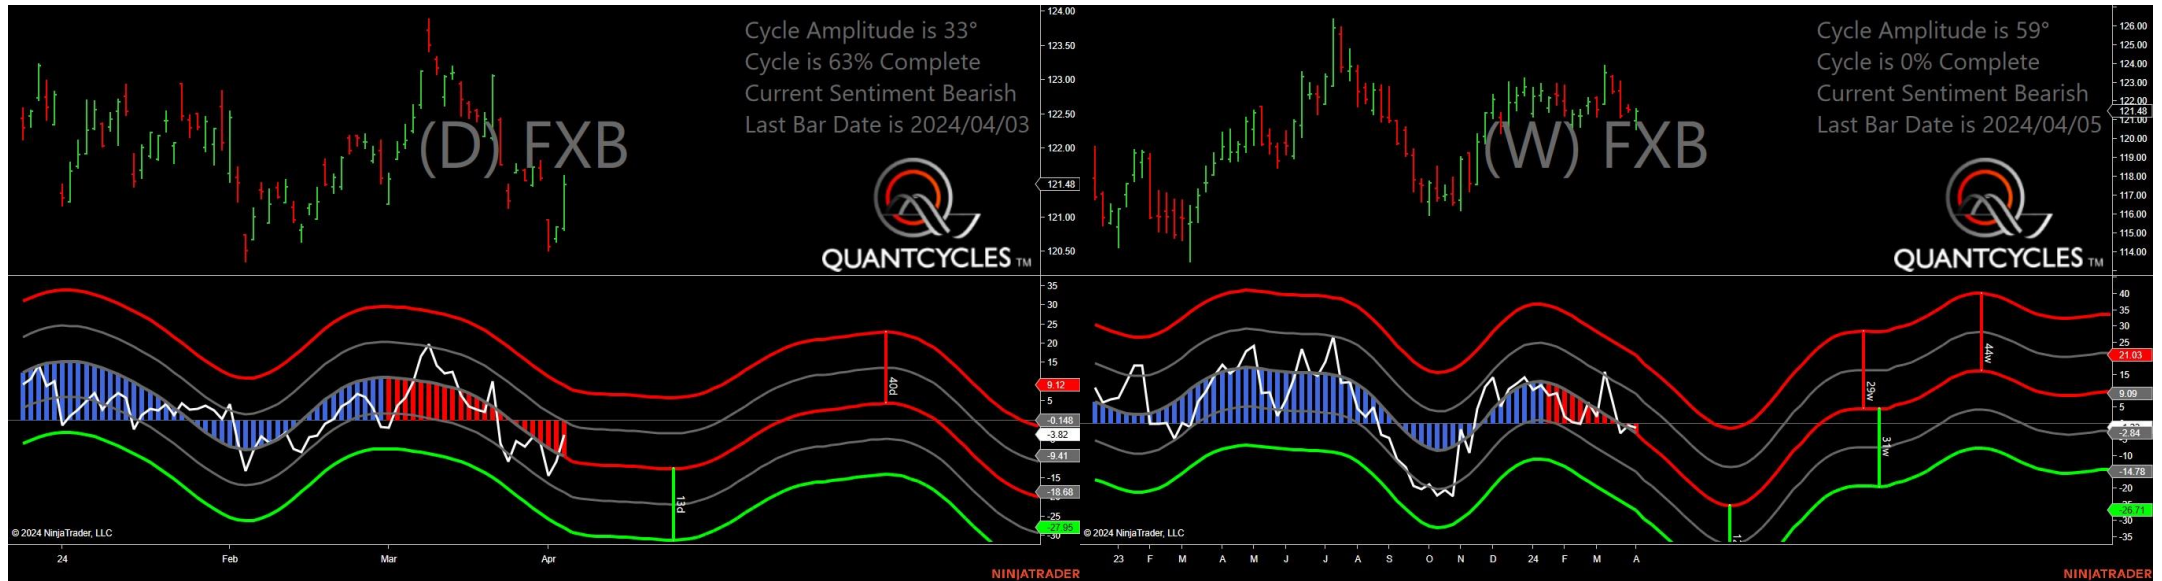 Cycle Amplitude is 33°
Cycle is 63% Complete
Current Sentiment Bearish
Last Bar Date is 2024/04/03
(D) FXB
QUANTCYCLES TM
124.00
123.50
123.00
122.50
122.00
121.48
121.00
120.50
35
30
25
20
15
9.12
5
-0.148
-3.82
-9.41
-15
-18.68
-25
-27.95
-30
40d
13d
© 2024 NinjaTrader, LLC
24 Feb Mar Apr
NINJATRADER
Cycle Amplitude is 59°
Cycle is 0% Complete
Current Sentiment Bearish
Last Bar Date is 2024/04/05
(W) FXB
QUANTCYCLES TM
126.00
125.00
124.00
123.00
122.00
121.48
121.00
120.00
119.00
118.00
117.00
116.00
115.00
114.00
40
35
30
25
21.03
15
9.09
5
-2.84
-10
-14.78
-20
-26.71
-30
-35
29w
44w
31w
© 2024 NinjaTrader, LLC
23 F M A M J J A S O N D 24 F M A
NINJATRADER